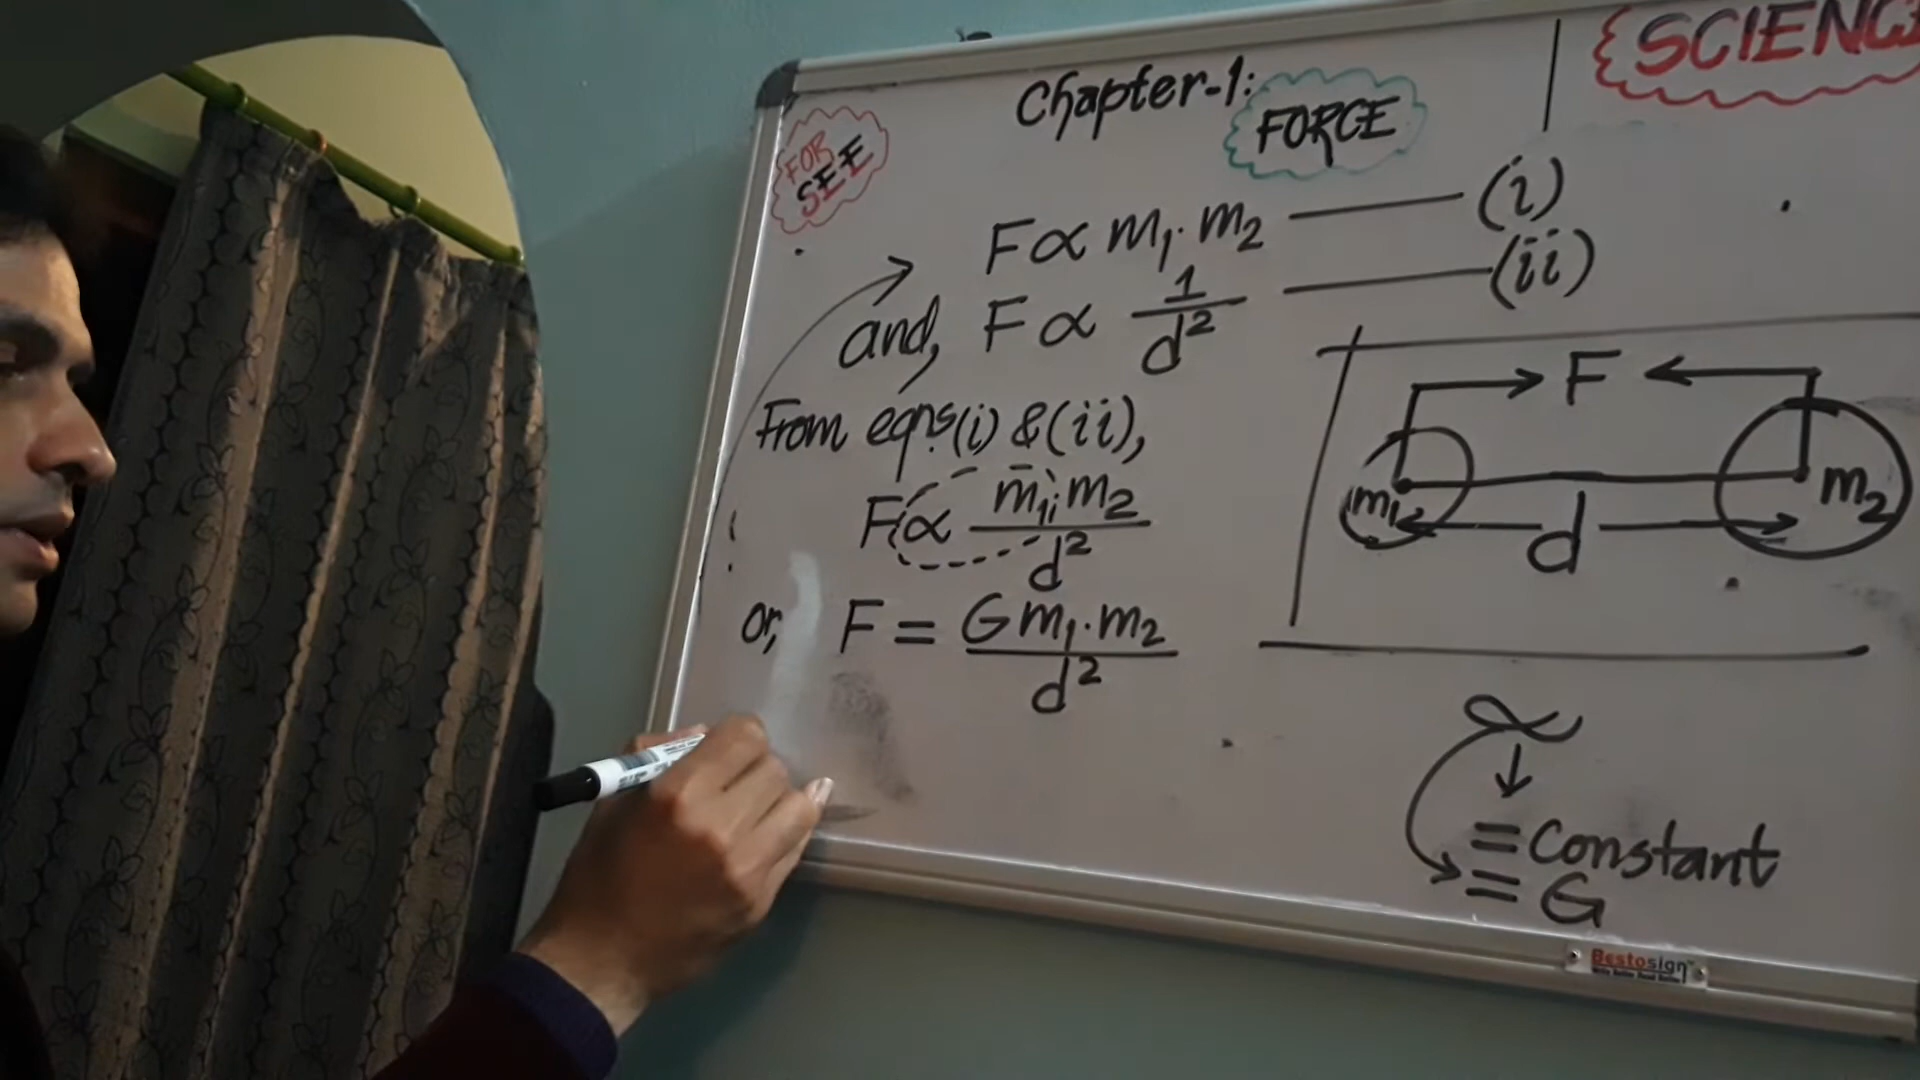 SCIENC
Chapter-1:
FORCE
FOR
SEE
F ∝ m₁. m₂ (i)
and, F ∝ 1/d² (ii)
From eqns (i) & (ii),
F ∝ m₁. m₂/d²
or, F = G m₁. m₂/d²
F
m₁
m₂
d
∝
= Constant
= G
Bestosign